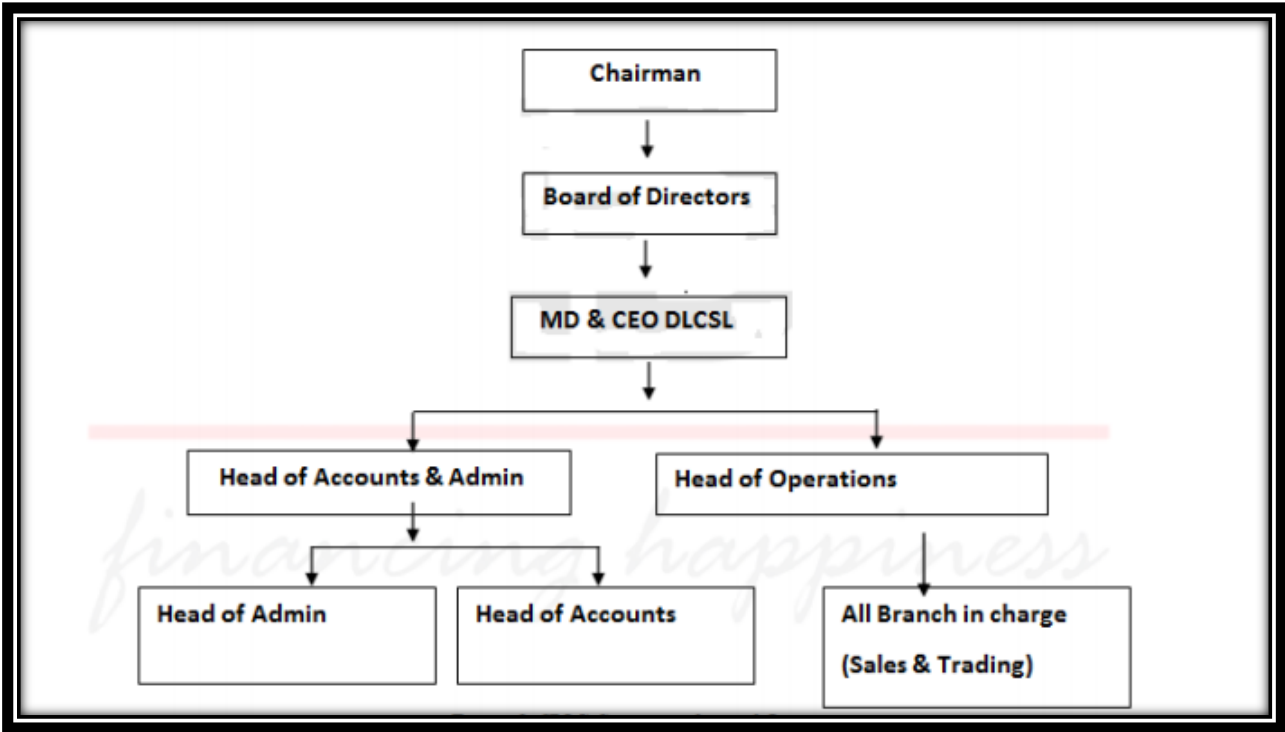 Chairman
Board of Directors
MD & CEO DLCSL
Head of Accounts & Admin
Head of Operations
financing happiness
Head of Admin
Head of Accounts
All Branch in charge
(Sales & Trading)